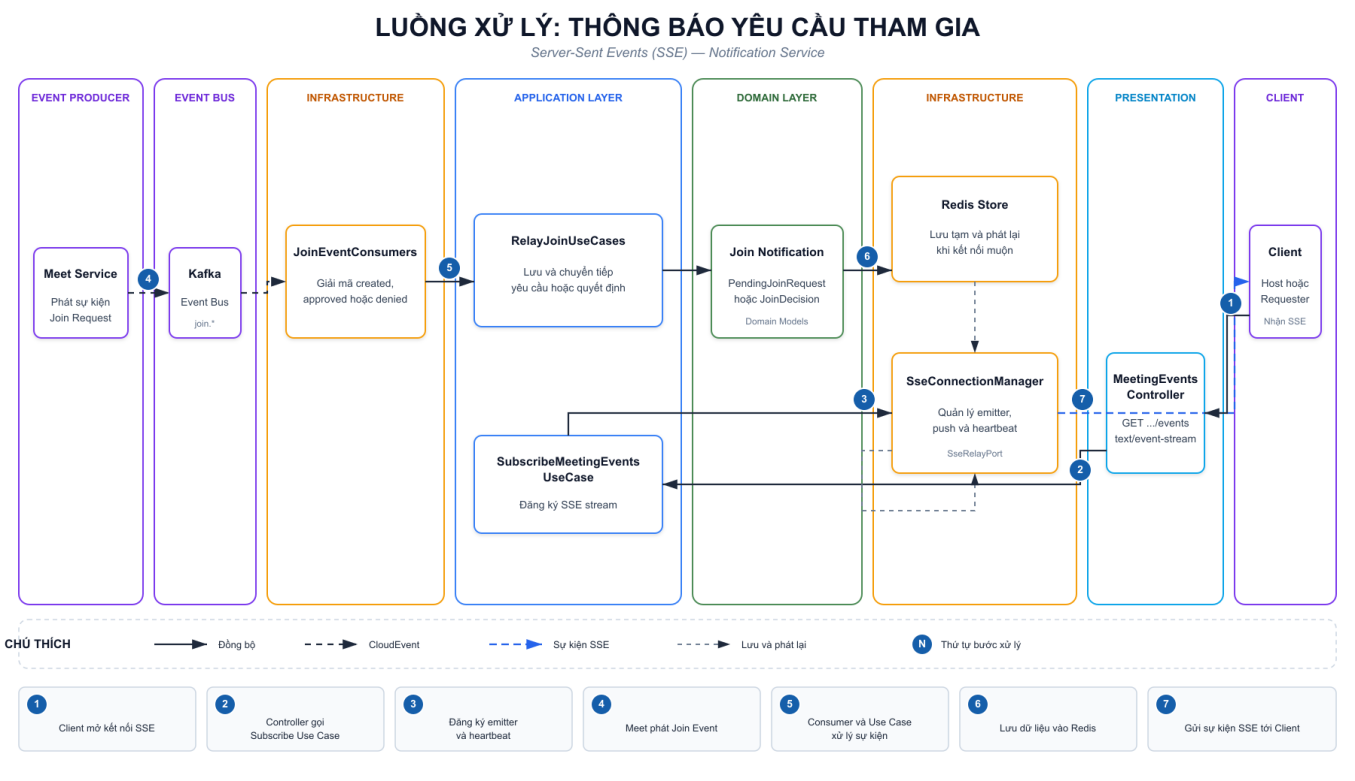 LUỒNG XỬ LÝ: THÔNG BÁO YÊU CẦU THAM GIA
Server-Sent Events (SSE) — Notification Service
EVENT PRODUCER
EVENT BUS
INFRASTRUCTURE
APPLICATION LAYER
DOMAIN LAYER
INFRASTRUCTURE
PRESENTATION
CLIENT
Meet Service
Phát sự kiện
Join Request
4
Kafka
Event Bus
join.*
JoinEventConsumers
Giải mã created,
approved hoặc denied
5
RelayJoinUseCases
Lưu và chuyển tiếp
yêu cầu hoặc quyết định
Join Notification
PendingJoinRequest
hoặc JoinDecision
Domain Models
6
Redis Store
Lưu tạm và phát lại
khi kết nối muộn
Client
Host hoặc
Requester
Nhận SSE
1
SubscribeMeetingEvents
UseCase
Đăng ký SSE stream
3
SseConnectionManager
Quản lý emitter,
push và heartbeat
SseRelayPort
7
MeetingEvents
Controller
GET .../events
text/event-stream
2
CHÚ THÍCH
Đồng bộ
CloudEvent
Sự kiện SSE
Lưu và phát lại
N
Thứ tự bước xử lý
1
Client mở kết nối SSE
2
Controller gọi
Subscribe Use Case
3
Đăng ký emitter
và heartbeat
4
Meet phát Join Event
5
Consumer và Use Case
xử lý sự kiện
6
Lưu dữ liệu vào Redis
7
Gửi sự kiện SSE tới Client